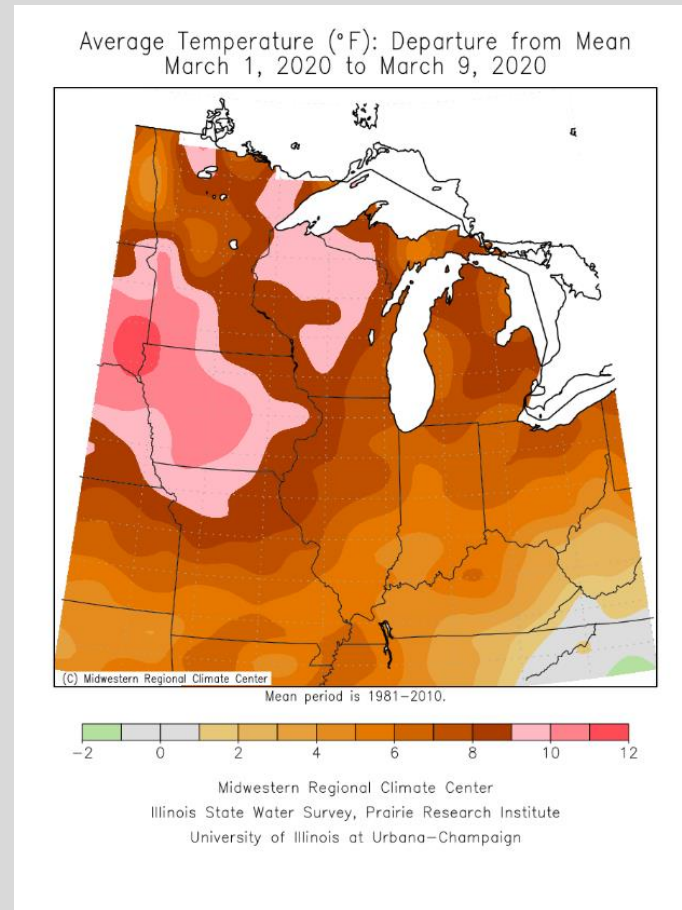 Average Temperature (°F): Departure from Mean
March 1, 2020 to March 9, 2020
(C) Midwestern Regional Climate Center
Mean period is 1981−2010.
−2 0 2 4 6 8 10 12
Midwestern Regional Climate Center
Illinois State Water Survey, Prairie Research Institute
University of Illinois at Urbana−Champaign